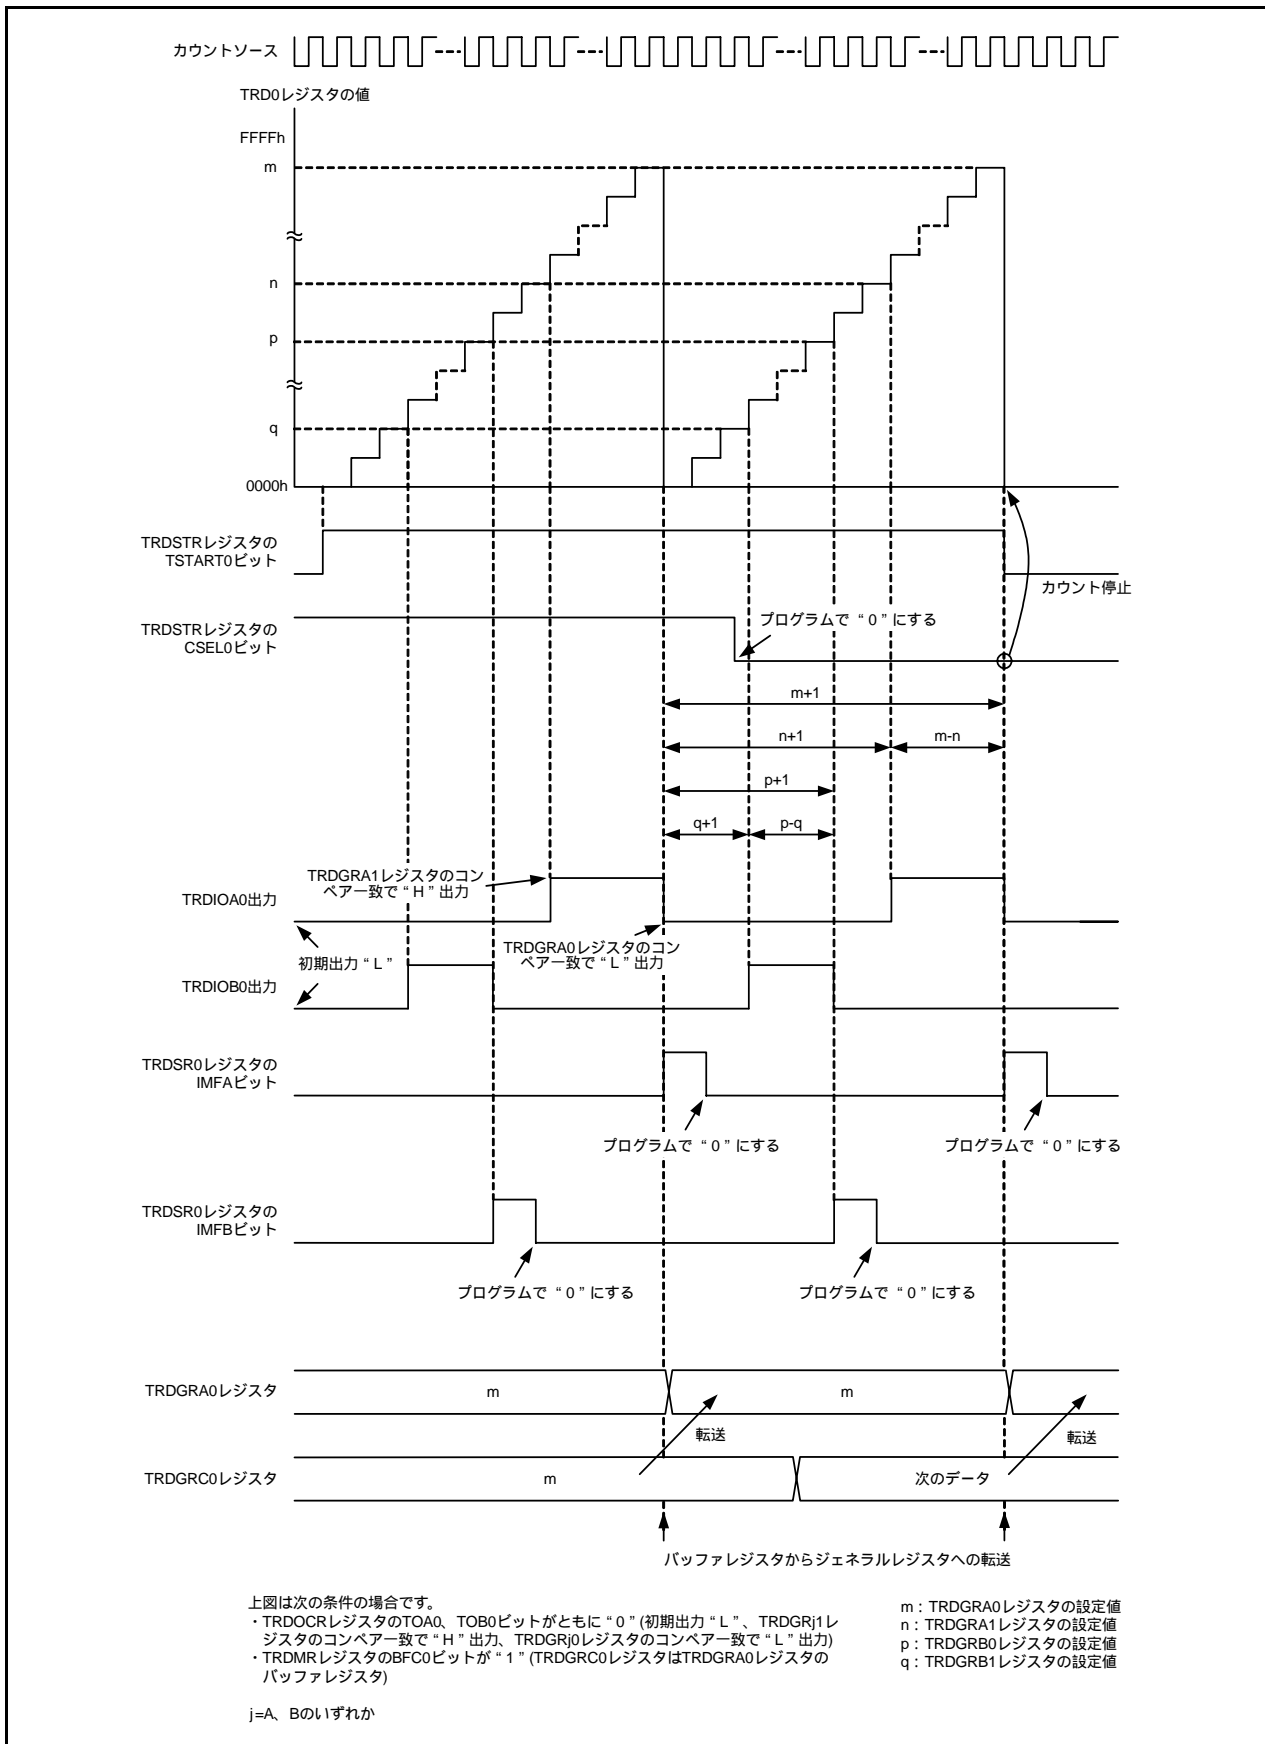 カウントソース
TRD0レジスタの値
FFFFh
m
n
p
q
0000h
TRDSTRレジスタの
TSTART0ビット
カウント停止
TRDSTRレジスタの
CSEL0ビット
プログラムで “ 0 ” にする
m+1
n+1
m-n
p+1
q+1
p-q
TRDGRA1レジスタのコン
ペア一致で “ H ” 出力
TRDIOA0出力
TRDGRA0レジスタのコン
ペア一致で “ L ” 出力
初期出力 “ L ”
TRDIOB0出力
TRDSR0レジスタの
IMFAビット
プログラムで “ 0 ” にする
プログラムで “ 0 ” にする
TRDSR0レジスタの
IMFBビット
プログラムで “ 0 ” にする
プログラムで “ 0 ” にする
TRDGRA0レジスタ
m
m
転送
転送
TRDGRC0レジスタ
m
次のデータ
バッファレジスタからジェネラルレジスタへの転送
上図は次の条件の場合です。
・TRDOCRレジスタのTOA0、TOB0ビットがともに “ 0 ” (初期出力 “ L ” 、TRDGRj1レ
ジスタのコンペア一致で “ H ” 出力、TRDGRj0レジスタのコンペア一致で “ L ” 出力)
・TRDMRレジスタのBFC0ビットが “ 1 ” (TRDGRC0レジスタはTRDGRA0レジスタの
バッファレジスタ)
j=A、Bのいずれか
m : TRDGRA0レジスタの設定値
n : TRDGRA1レジスタの設定値
p : TRDGRB0レジスタの設定値
q : TRDGRB1レジスタの設定値